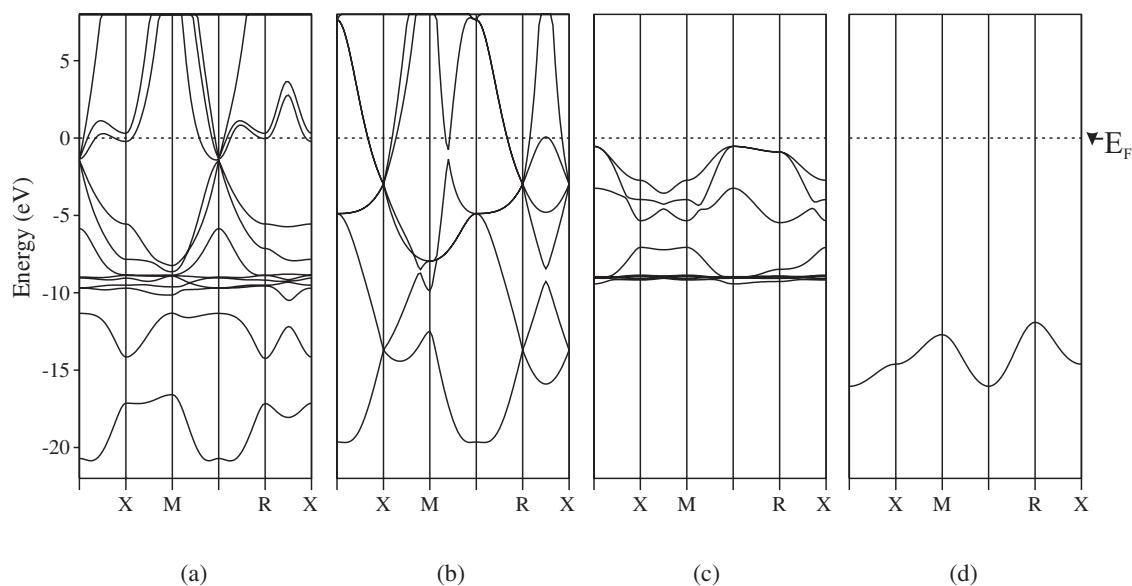 Energy (eV)
5
0
-5
-10
-15
-20
E_F
X M R X
X M R X
X M R X
X M R X
(a) (b) (c) (d)